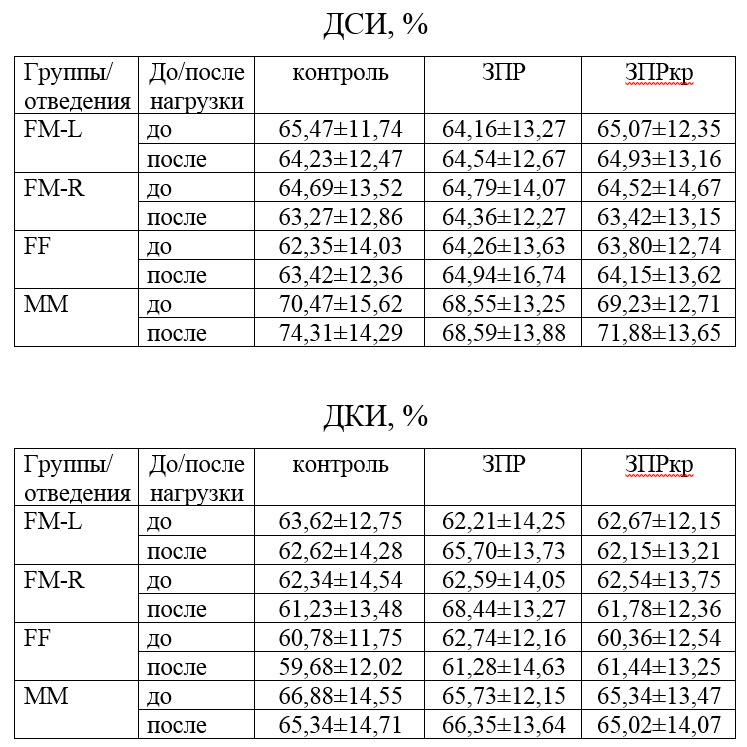 ДСИ, %
Группы/ До/после контроль ЗПР ЗПРкр
отведения нагрузки
FM-L до 65,47±11,74 64,16±13,27 65,07±12,35
после 64,23±12,47 64,54±12,67 64,93±13,16
FM-R до 64,69±13,52 64,79±14,07 64,52±14,67
после 63,27±12,86 64,36±12,27 63,42±13,15
FF до 62,35±14,03 64,26±13,63 63,80±12,74
после 63,42±12,36 64,94±16,74 64,15±13,62
MM до 70,47±15,62 68,55±13,25 69,23±12,71
после 74,31±14,29 68,59±13,88 71,88±13,65
ДКИ, %
Группы/ До/после контроль ЗПР ЗПРкр
отведения нагрузки
FM-L до 63,62±12,75 62,21±14,25 62,67±12,15
после 62,62±14,28 65,70±13,73 62,15±13,21
FM-R до 62,34±14,54 62,59±14,05 62,54±13,75
после 61,23±13,48 68,44±13,27 61,78±12,36
FF до 60,78±11,75 62,74±12,16 60,36±12,54
после 59,68±12,02 61,28±14,63 61,44±13,25
MM до 66,88±14,55 65,73±12,15 65,34±13,47
после 65,34±14,71 66,35±13,64 65,02±14,07